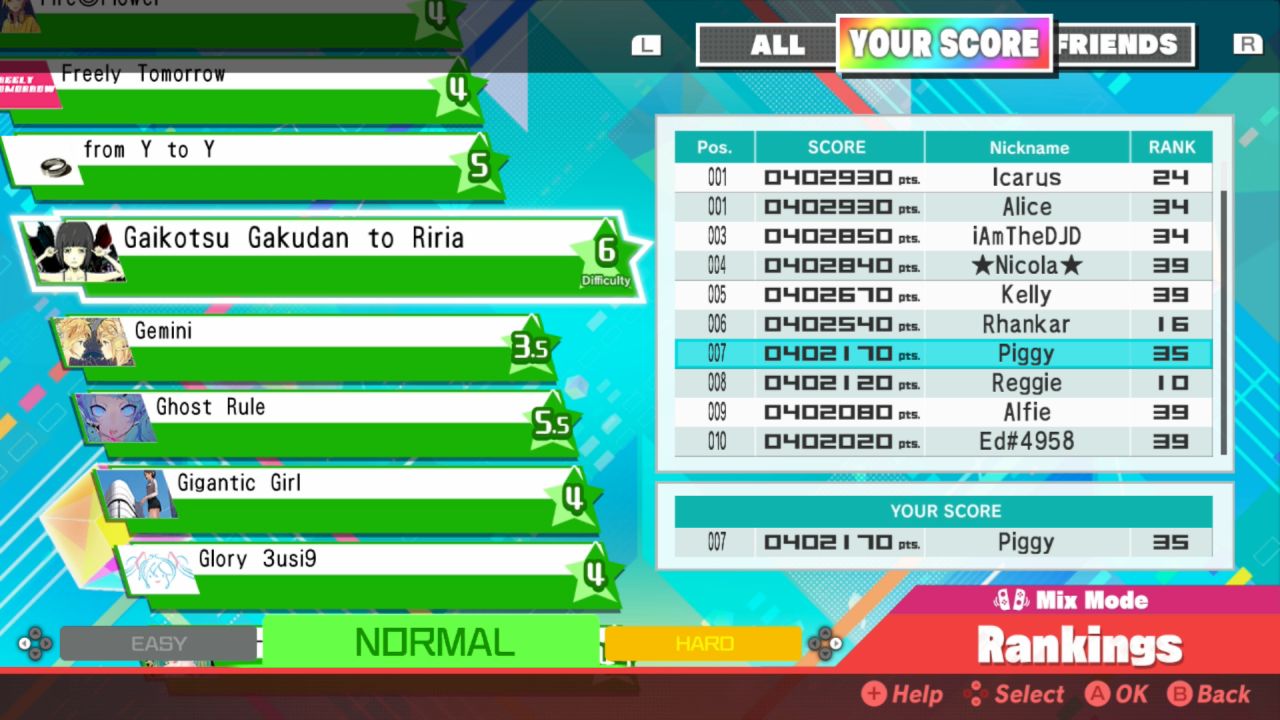 Fire◎Flower
4
L
ALL
YOUR SCORE
FRIENDS
R
Freely Tomorrow
4
from Y to Y
5
Gaikotsu Gakudan to Riria
6
Difficulty
Gemini
3.5
Ghost Rule
5.5
Gigantic Girl
4
Glory 3usi9
4
Pos. SCORE Nickname RANK
001 0402930 pts. Icarus 24
001 0402930 pts. Alice 34
003 0402850 pts. iAmTheDJD 34
004 0402840 pts. ★Nicola★ 39
005 0402670 pts. Kelly 39
006 0402540 pts. Rhankar 16
007 0402170 pts. Piggy 35
008 0402120 pts. Reggie 10
009 0402080 pts. Alfie 39
010 0402020 pts. Ed#4958 39
YOUR SCORE
007 0402170 pts. Piggy 35
EASY
NORMAL
HARD
Mix Mode
Rankings
+ Help
Select
A OK
B Back